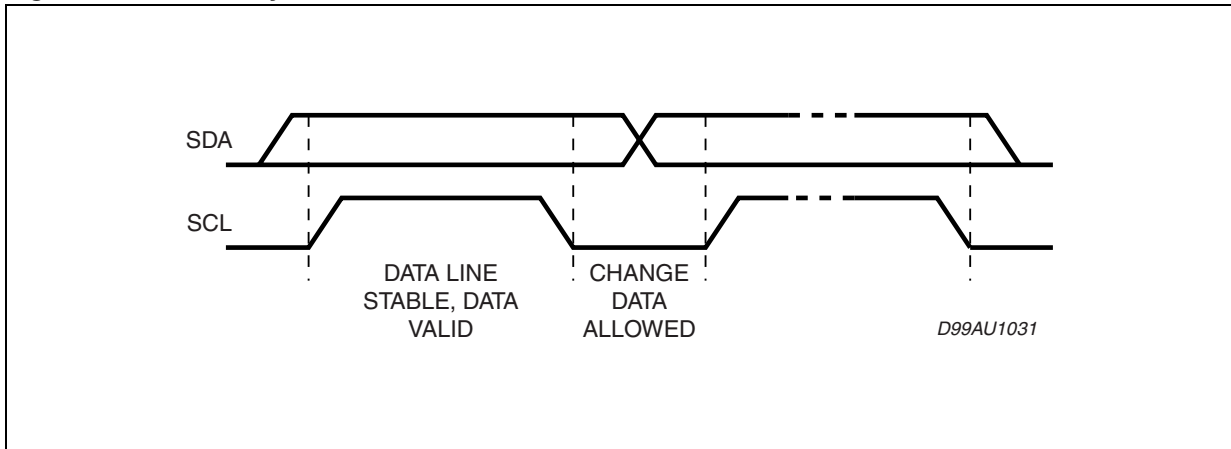 SDA
SCL
DATA LINE
STABLE, DATA
VALID
CHANGE
DATA
ALLOWED
D99AU1031